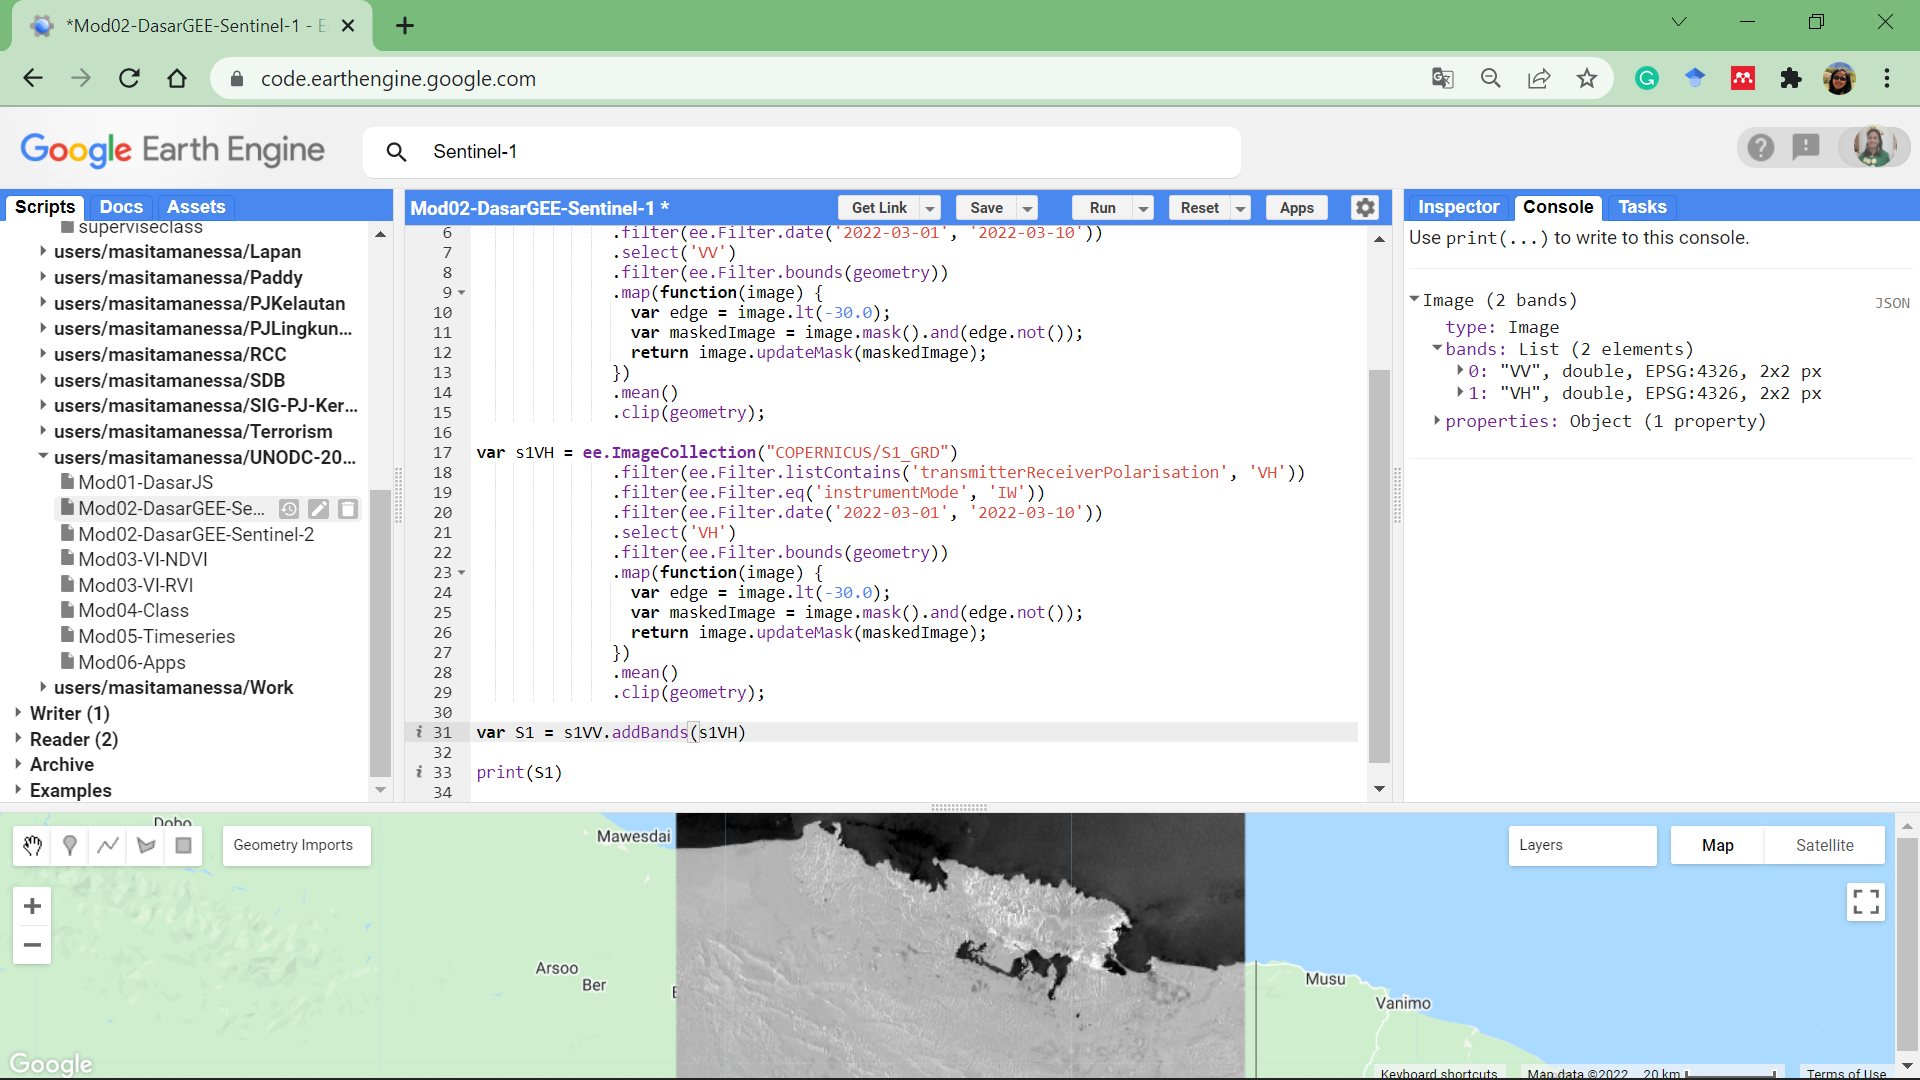 *Mod02-DasarGEE-Sentinel-1 - E
code.earthengine.google.com
Google Earth Engine
Sentinel-1
Scripts Docs Assets
superviseclass
users/masitamanessa/Lapan
users/masitamanessa/Paddy
users/masitamanessa/PJKelautan
users/masitamanessa/PJLingkun...
users/masitamanessa/RCC
users/masitamanessa/SDB
users/masitamanessa/SIG-PJ-Ker...
users/masitamanessa/Terrorism
users/masitamanessa/UNODC-20...
Mod01-DasarJS
Mod02-DasarGEE-Se...
Mod02-DasarGEE-Sentinel-2
Mod03-VI-NDVI
Mod03-VI-RVI
Mod04-Class
Mod05-Timeseries
Mod06-Apps
users/masitamanessa/Work
Writer (1)
Reader (2)
Archive
Examples
Mod02-DasarGEE-Sentinel-1 *
Get Link Save Run Reset Apps
6 .filter(ee.Filter.date('2022-03-01', '2022-03-10'))
7 .select('VV')
8 .filter(ee.Filter.bounds(geometry))
9 .map(function(image) {
10 var edge = image.lt(-30.0);
11 var maskedImage = image.mask().and(edge.not());
12 return image.updateMask(maskedImage);
13 })
14 .mean()
15 .clip(geometry);
16
17 var s1VH = ee.ImageCollection("COPERNICUS/S1_GRD")
18 .filter(ee.Filter.listContains('transmitterReceiverPolarisation', 'VH'))
19 .filter(ee.Filter.eq('instrumentMode', 'IW'))
20 .filter(ee.Filter.date('2022-03-01', '2022-03-10'))
21 .select('VH')
22 .filter(ee.Filter.bounds(geometry))
23 .map(function(image) {
24 var edge = image.lt(-30.0);
25 var maskedImage = image.mask().and(edge.not());
26 return image.updateMask(maskedImage);
27 })
28 .mean()
29 .clip(geometry);
30
i 31 var S1 = s1VV.addBands(s1VH)
32
i 33 print(S1)
34
Inspector Console Tasks
Use print(...) to write to this console.
Image (2 bands) JSON
type: Image
bands: List (2 elements)
0: "VV", double, EPSG:4326, 2x2 px
1: "VH", double, EPSG:4326, 2x2 px
properties: Object (1 property)
Dobo
Geometry Imports
Mawesdai
Layers
Map Satellite
Arsoo
Ber
Musu
Vanimo
Google
Keyboard shortcuts Map data ©2022 20 km Terms of Use